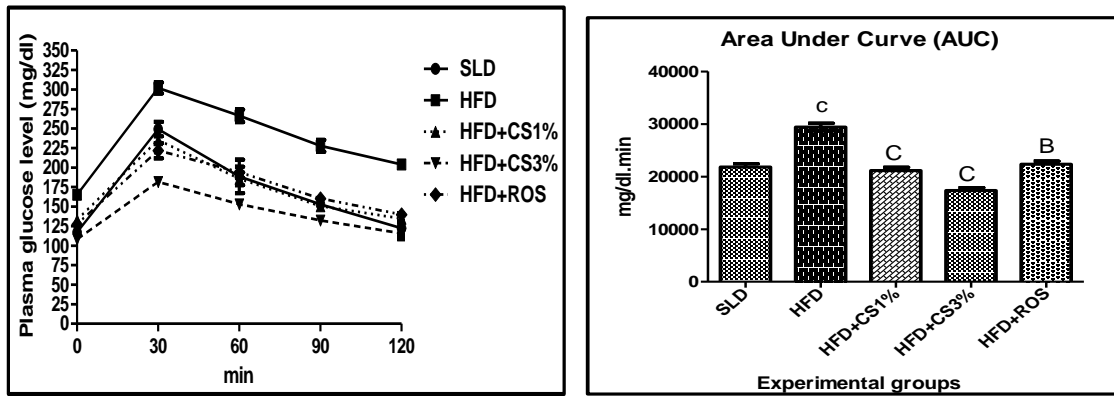 Plasma glucose level (mg/dl)
350
325
300
275
250
225
200
175
150
125
100
75
50
25
0
0 30 60 90 120
min
SLD
HFD
HFD+CS1%
HFD+CS3%
HFD+ROS
Area Under Curve (AUC)
mg/dl.min
40000
30000
20000
10000
0
c
C
C
B
SLD
HFD
HFD+CS1%
HFD+CS3%
HFD+ROS
Experimental groups